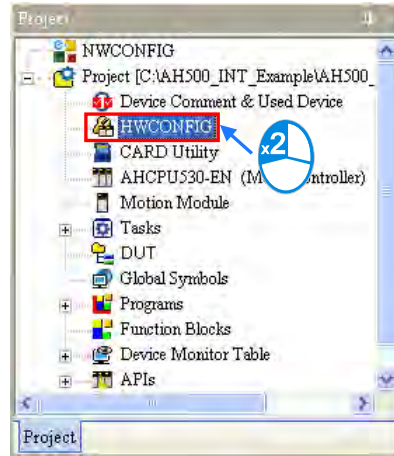 Project
NWCONFIG
Project [C:\AH500_INT_Example\AH500_
Device Comment & Used Device
HWCONFIG
x2
CARD Utility
AHCPU530-EN (M ntroller)
Motion Module
Tasks
DUT
Global Symbols
Programs
Function Blocks
Device Monitor Table
APIs
Project